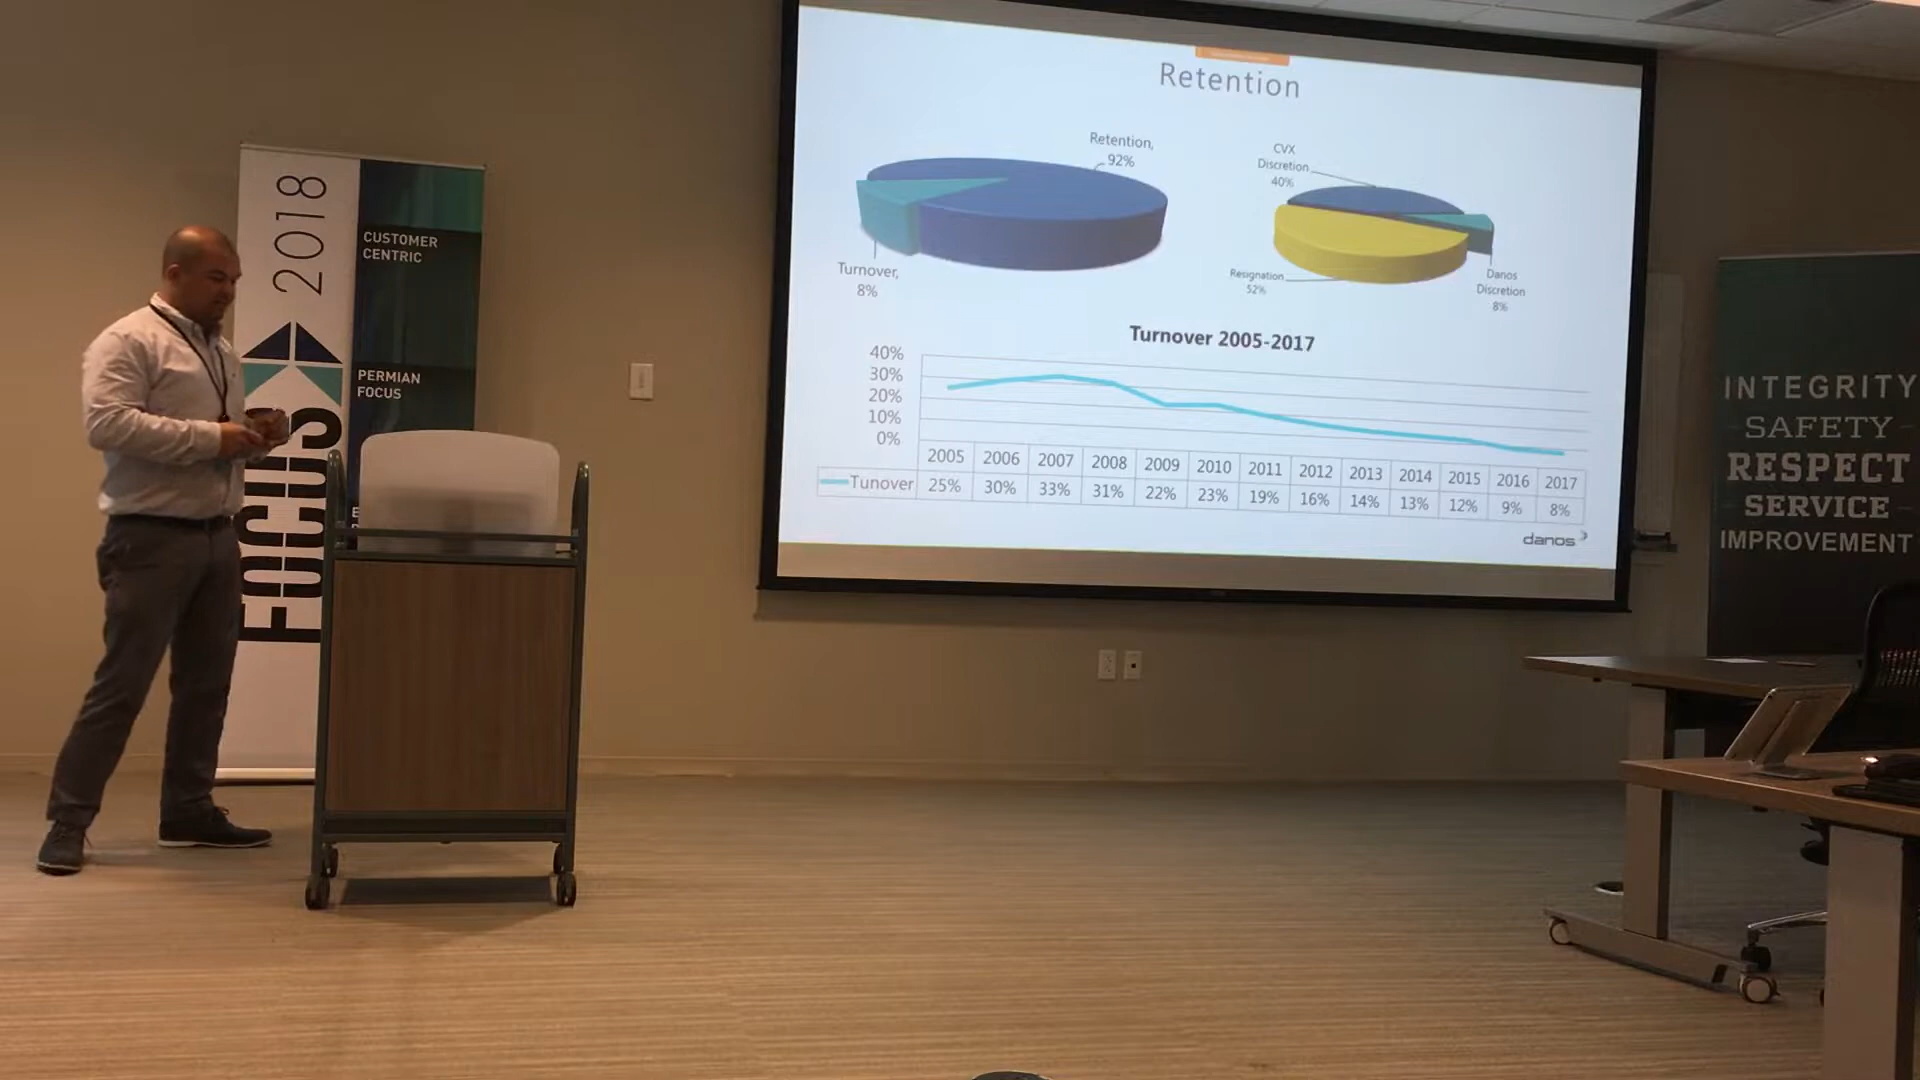 2018
FOCUS
CUSTOMER
CENTRIC
PERMIAN
FOCUS
Retention
Retention,
92%
Turnover,
8%
CVX
Discretion
40%
Resignation
52%
Danos
Discretion
8%
Turnover 2005-2017
40%
30%
20%
10%
0%
2005 2006 2007 2008 2009 2010 2011 2012 2013 2014 2015 2016 2017
Tunover 25% 30% 33% 31% 22% 23% 19% 16% 14% 13% 12% 9% 8%
danos
INTEGRITY
SAFETY
RESPECT
SERVICE
IMPROVEMENT